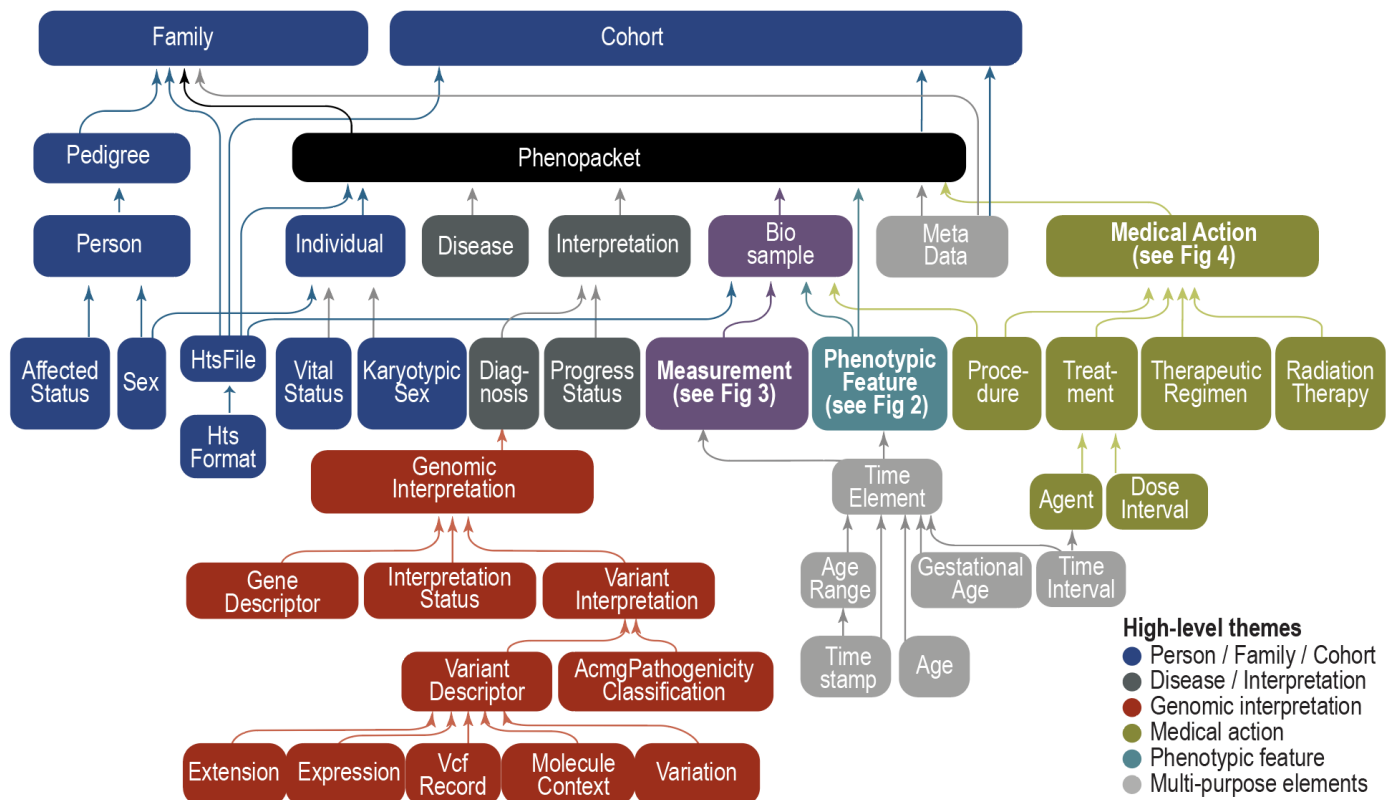 Family
Cohort
Pedigree
Phenopacket
Person
Individual
Disease
Interpretation
Bio
sample
Meta
Data
Medical Action
(see Fig 4)
Affected
Status
Sex
HtsFile
Hts
Format
Vital
Status
Karyotypic
Sex
Diag-
nosis
Progress
Status
Measurement
(see Fig 3)
Phenotypic
Feature
(see Fig 2)
Proce-
dure
Treat-
ment
Therapeutic
Regimen
Radiation
Therapy
Genomic
Interpretation
Time
Element
Agent
Dose
Interval
Gene
Descriptor
Interpretation
Status
Variant
Interpretation
Age
Range
Gestational
Age
Time
Interval
Variant
Descriptor
AcmgPathogenicity
Classification
Time
stamp
Age
Extension
Expression
Vcf
Record
Molecule
Context
Variation
High-level themes
Person / Family / Cohort
Disease / Interpretation
Genomic interpretation
Medical action
Phenotypic feature
Multi-purpose elements